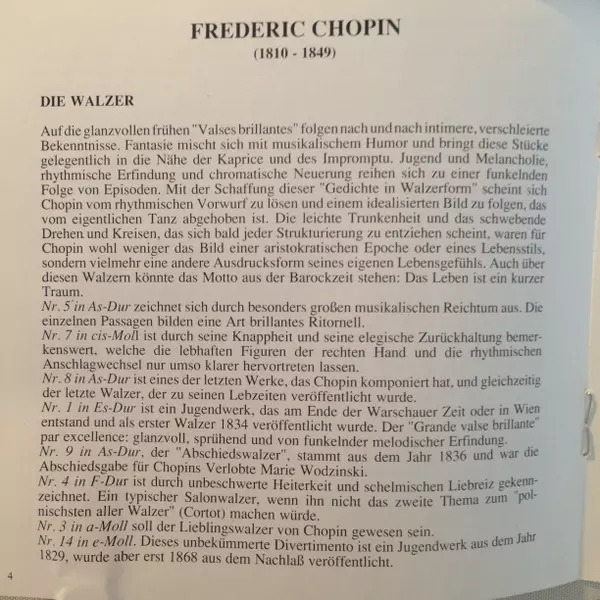 FREDERIC CHOPIN
(1810 - 1849)
DIE WALZER
Auf die glanzvollen frühen "Valses brillantes" folgen nach und nach intimere, verschleierte
Bekenntnisse. Fantasie mischt sich mit musikalischem Humor und bringt diese Stücke
gelegentlich in die Nähe der Kaprice und des Impromptu. Jugend und Melancholie,
rhythmische Erfindung und chromatische Neuerung reihen sich zu einer funkelnden
Folge von Episoden. Mit der Schaffung dieser "Gedichte in Walzerform" scheint sich
Chopin vom rhythmischen Vorwurf zu lösen und einem idealisierten Bild zu folgen, das
vom eigentlichen Tanz abgehoben ist. Die leichte Trunkenheit und das schwebende
Drehen und Kreisen, das sich bald jeder Strukturierung zu entziehen scheint, waren für
Chopin wohl weniger das Bild einer aristokratischen Epoche oder eines Lebensstils,
sondern vielmehr eine andere Ausdrucksform seines eigenen Lebensgefühls. Auch über
diesen Walzern könnte das Motto aus der Barockzeit stehen: Das Leben ist ein kurzer
Traum.
Nr. 5 in As-Dur zeichnet sich durch besonders großen musikalischen Reichtum aus. Die
einzelnen Passagen bilden eine Art brillantes Ritornell.
Nr. 7 in cis-Moll ist durch seine Knappheit und seine elegische Zurückhaltung bemer-
kenswert, welche die lebhaften Figuren der rechten Hand und die rhythmischen
Anschlagwechsel nur umso klarer hervortreten lassen.
Nr. 8 in As-Dur ist eines der letzten Werke, das Chopin komponiert hat, und gleichzeitig
der letzte Walzer, der zu seinen Lebzeiten veröffentlicht wurde.
Nr. 1 in Es-Dur ist ein Jugendwerk, das am Ende der Warschauer Zeit oder in Wien
entstand und als erster Walzer 1834 veröffentlicht wurde. Der "Grande valse brillante"
par excellence: glanzvoll, sprühend und von funkelnder melodischer Erfindung.
Nr. 9 in As-Dur, der "Abschiedswalzer", stammt aus dem Jahr 1836 und war die
Abschiedsgabe für Chopins Verlobte Marie Wodzinski.
Nr. 4 in F-Dur ist durch unbeschwerte Heiterkeit und schelmischen Liebreiz gekenn-
zeichnet. Ein typischer Salonwalzer, wenn ihn nicht das zweite Thema zum "pol-
nischsten aller Walzer" (Cortot) machen würde.
Nr. 3 in a-Moll soll der Lieblingswalzer von Chopin gewesen sein.
Nr. 14 in e-Moll. Dieses unbekümmerte Divertimento ist ein Jugendwerk aus dem Jahr
1829, wurde aber erst 1868 aus dem Nachlaß veröffentlicht.
4